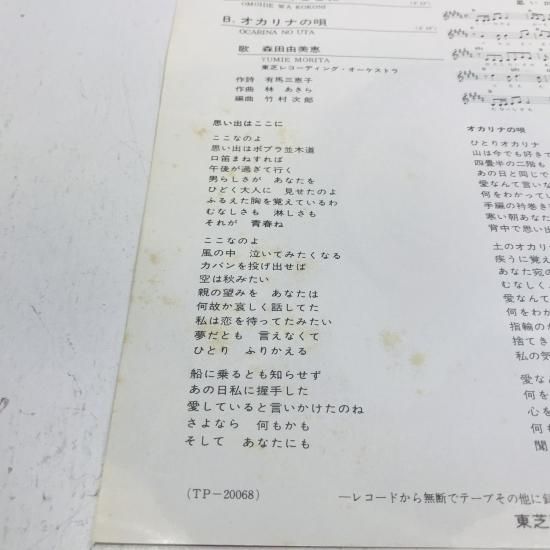 OMOIDE WA KOKONI
B. オカリナの唄
OCARINA NO UTA
歌 森田由美恵
YUMIE MORITA
東芝レコーディング・オーケストラ
作詩 有馬三恵子
作曲 林 あきら
編曲 竹村次郎
思い出はここに
ここなのよ
思い出はポプラ並木道
口笛まねすれば
午後が過ぎて行く
男らしさが あなたを
ひどく大人に 見せたのよ
ふるえた胸を覚えているわ
むなしさも 淋しさも
それが 青春ね
ここなのよ
風の中 泣いてみたくなる
カバンを投げ出せば
空は秋みたい
親の望みを あなたは
何故か哀しく話してた
私は恋を待ってたみたい
夢だとも 言えなくて
ひとり ふりかえる
船に乗るとも知らせず
あの日私に握手した
愛していると言いかけたのね
さよなら 何もかも
そして あなたにも
(TP-20068)
オカリナの唄
ひとりオカリナ
山は今でも好きで
四畳半の二階も
あの日と同じで
愛なんて言いな
何をわかってい
手編の衿巻き
寒い朝あなた
背中で思い出
土のオカリナ
疾うに覚え
あなた宛の
むなしく
愛なんて
何をわか
指輪の
捨てき
私の気
愛な
何を
心を
何も
聞
―レコードから無断でテープその他に録
東芝